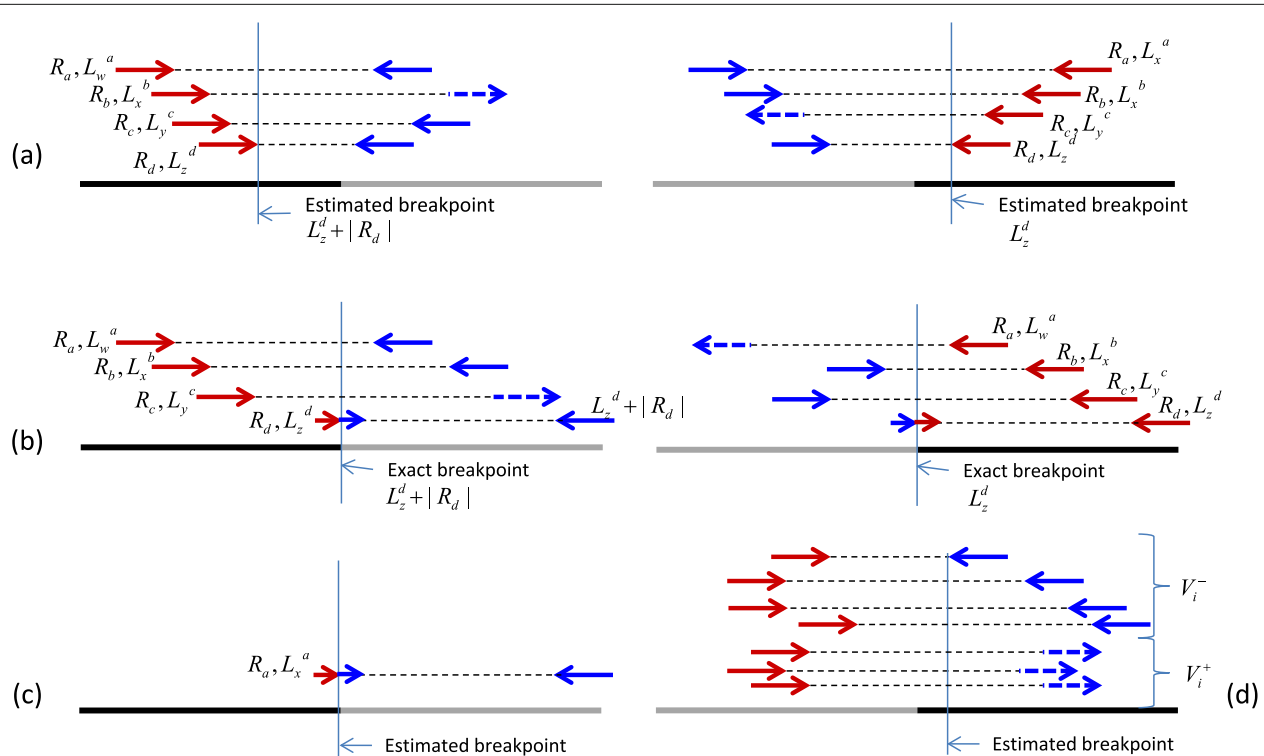 R_a, L_w^a
R_b, L_x^b
R_c, L_y^c
R_d, L_z^d
(a)
Estimated breakpoint
L_z^d + | R_d |
R_a, L_x^a
R_b, L_x^b
R_c, L_y^c
R_d, L_z^d
Estimated breakpoint
L_z^d
R_a, L_w^a
R_b, L_x^b
R_c, L_y^c
R_d, L_z^d
L_z^d + | R_d |
(b)
Exact breakpoint
L_z^d + | R_d |
R_a, L_w^a
R_b, L_x^b
R_c, L_y^c
R_d, L_z^d
Exact breakpoint
L_z^d
R_a, L_x^a
(c)
Estimated breakpoint
V_i^-
V_i^+
(d)
Estimated breakpoint